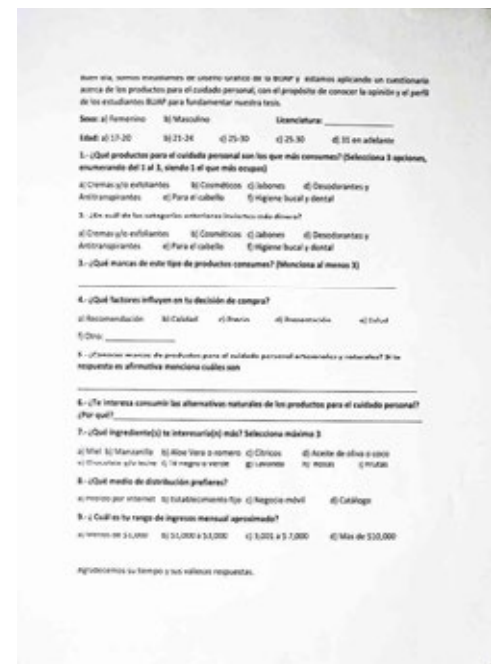 Buen día, somos estudiantes de Diseño Gráfico de la BUAP y estamos aplicando un cuestionario
acerca de los productos para el cuidado personal, con el propósito de conocer la opinión y el perfil
de los estudiantes BUAP para fundamentar nuestra tesis.
Sexo: a) Femenino b) Masculino Licenciatura:
Edad: a) 17-20 b) 21-24 c) 25-30 c) 25-30 d) 31 en adelante
1.- ¿Qué productos para el cuidado personal son los que más consumes? (Selecciona 3 opciones,
enumerando del 1 al 3, siendo 1 el que más ocupas)
a) Cremas y/o exfoliantes b) Cosméticos c) Jabones d) Desodorantes y
Antitranspirantes e) Para el cabello f) Higiene bucal y dental
2.- ¿En cuál de las categorías anteriores inviertes más dinero?
a) Cremas y/o exfoliantes b) Cosméticos c) Jabones d) Desodorantes y
Antitranspirantes e) Para el cabello f) Higiene bucal y dental
3.- ¿Qué marcas de este tipo de productos consumes? (Menciona al menos 3)
4.- ¿Qué factores influyen en tu decisión de compra?
a) Recomendación b) Calidad c) Precio d) Presentación e) Salud
f) Otro:
5.- ¿Conoces marcas de productos para el cuidado personal artesanales y naturales? Si tu
respuesta es afirmativa menciona cuáles son
6.- ¿Te interesa consumir las alternativas naturales de los productos para el cuidado personal?
¿Por qué?
7.- ¿Qué ingrediente(s) te interesaría(n) más? Selecciona máximo 3
a) Miel b) Manzanilla b) Aloe Vera o romero c) Cítricos d) Aceite de oliva o coco
e) Chocolate y/o leche f) Té negro o verde g) Lavanda h) Rosas i) Frutas
8.- ¿Qué medio de distribución prefieres?
a) Pedido por internet b) Establecimiento fijo c) Negocio móvil d) Catálogo
9.- ¿Cuál es tu rango de ingresos mensual aproximado?
a) Menos de $1,000 b) $1,000 a $3,000 c) 3,001 a $ 7,000 d) Más de $10,000
Agradecemos su tiempo y sus valiosas respuestas.